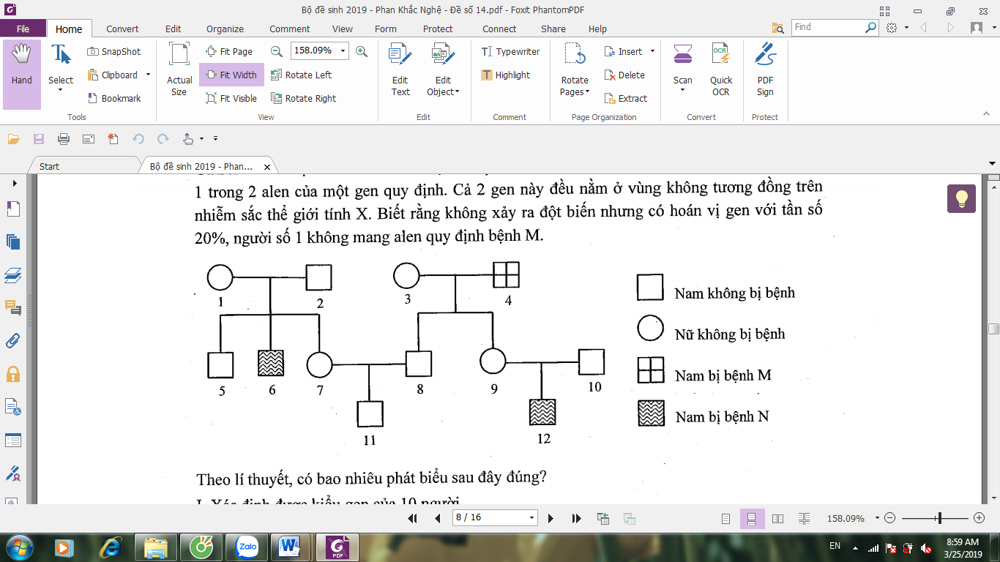 Bộ đề sinh 2019 - Phan Khắc Nghệ - Đề số 14.pdf - Foxit PhantomPDF
File Home Convert Edit Organize Comment View Form Protect Connect Share Help Find
Hand
Select
SnapShot
Clipboard
Bookmark
Tools
Actual Size
Fit Page
Fit Width
Fit Visible
158.09%
Rotate Left
Rotate Right
View
Edit Text
Edit Object
Edit
Typewriter
Highlight
Comment
Rotate Pages
Insert
Delete
Extract
Page Organization
Scan
Quick OCR
Convert
PDF Sign
Protect
Start
Bộ đề sinh 2019 - Phan...
1 trong 2 alen của một gen quy định. Cả 2 gen này đều nằm ở vùng không tương đồng trên
nhiễm sắc thể giới tính X. Biết rằng không xảy ra đột biến nhưng có hoán vị gen với tần số
20%, người số 1 không mang alen quy định bệnh M.
1 2 3 4
5 6 7 8 9 10
11 12
Nam không bị bệnh
Nữ không bị bệnh
Nam bị bệnh M
Nam bị bệnh N
Theo lí thuyết, có bao nhiêu phát biểu sau đây đúng?
I. Xác định được kiểu gen của 10 người
8 / 16
158.09%
Zalo
PDF
EN
8:59 AM
3/25/2019